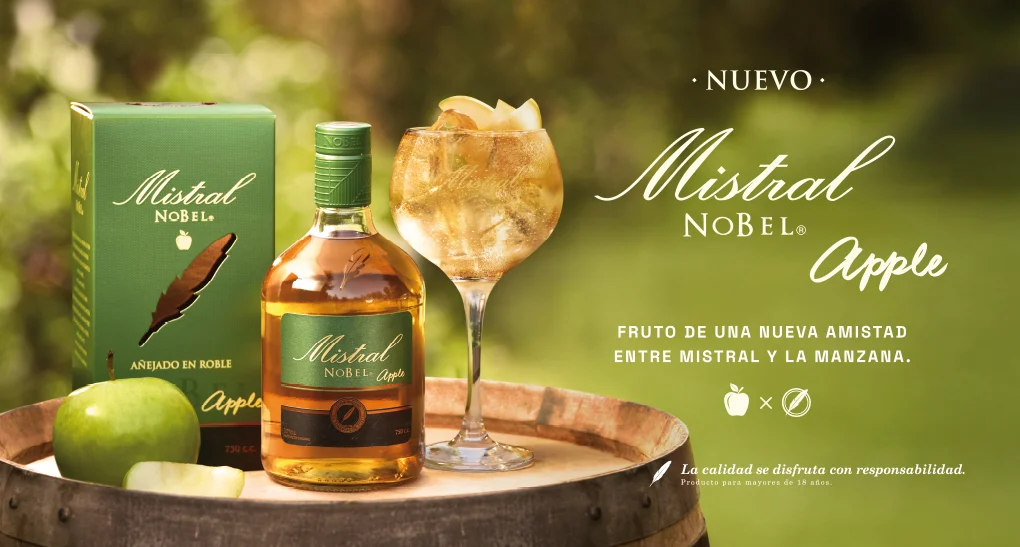 · NUEVO ·
Mistral
NOBEL®
Apple
FRUTO DE UNA NUEVA AMISTAD
ENTRE MISTRAL Y LA MANZANA.
La calidad se disfruta con responsabilidad.
Producto para mayores de 18 años.
Mistral
NOBEL®
AÑEJADO EN ROBLE
Apple
750 c.c.
Mistral
NOBEL®
Apple